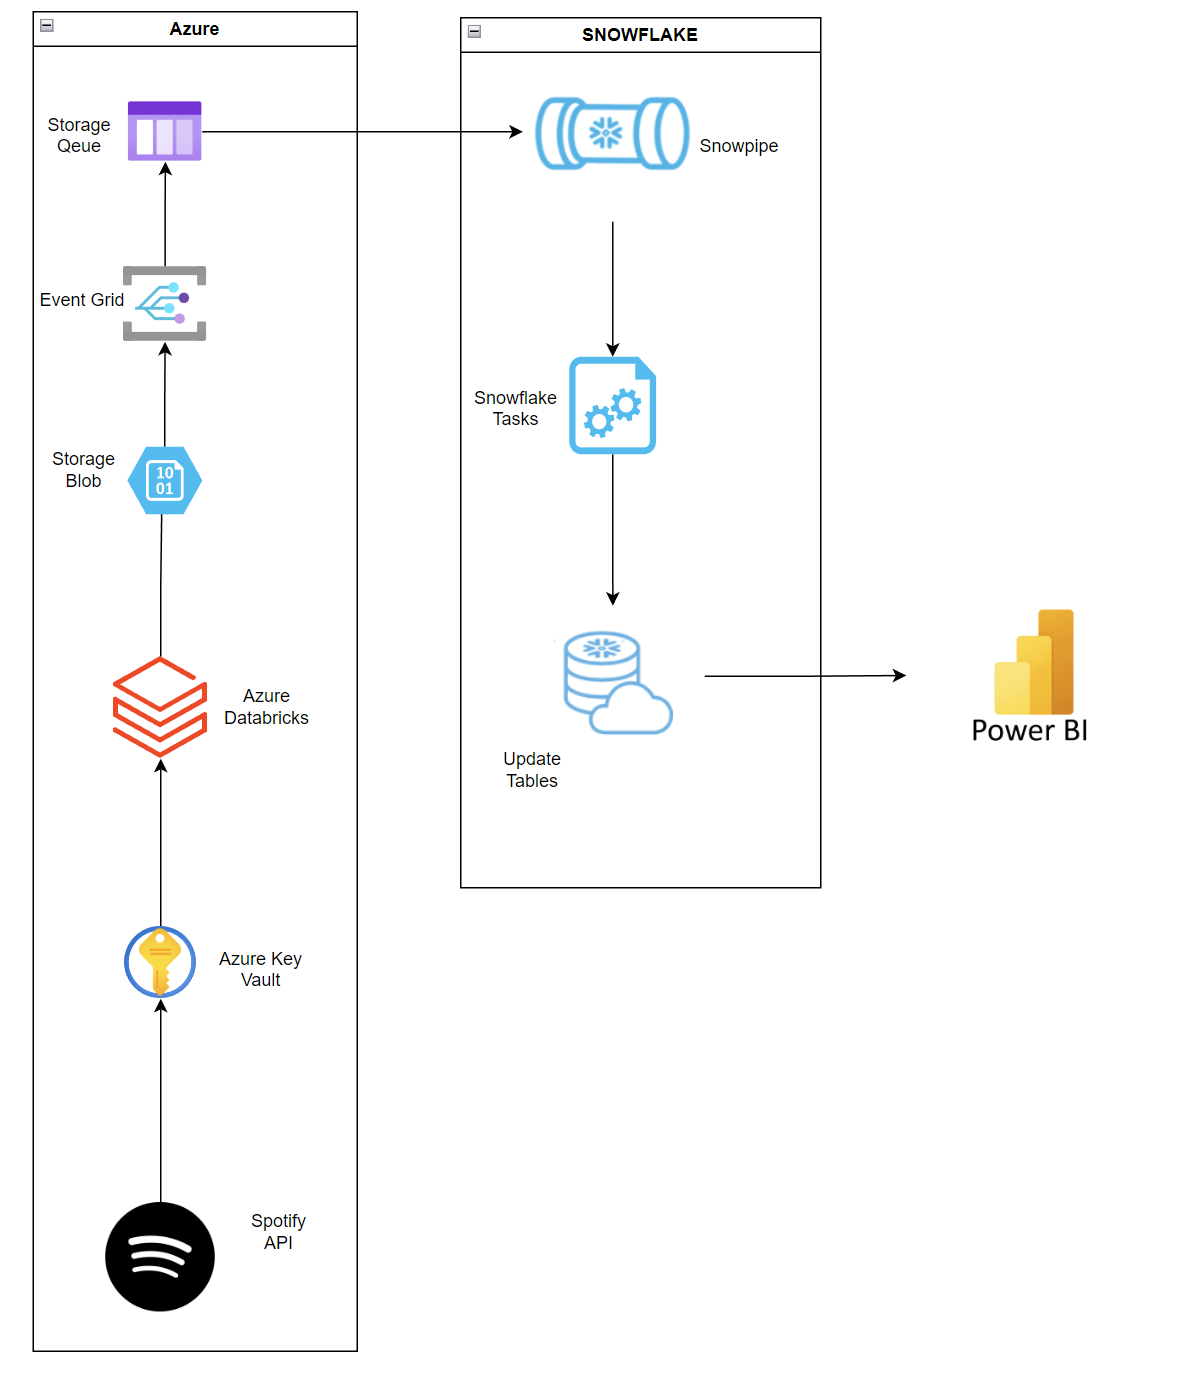 Azure
SNOWFLAKE
Storage
Qeue
Snowpipe
Event Grid
Snowflake
Tasks
Storage
Blob
10
01
Azure
Databricks
Power BI
Update
Tables
Azure Key
Vault
Spotify
API